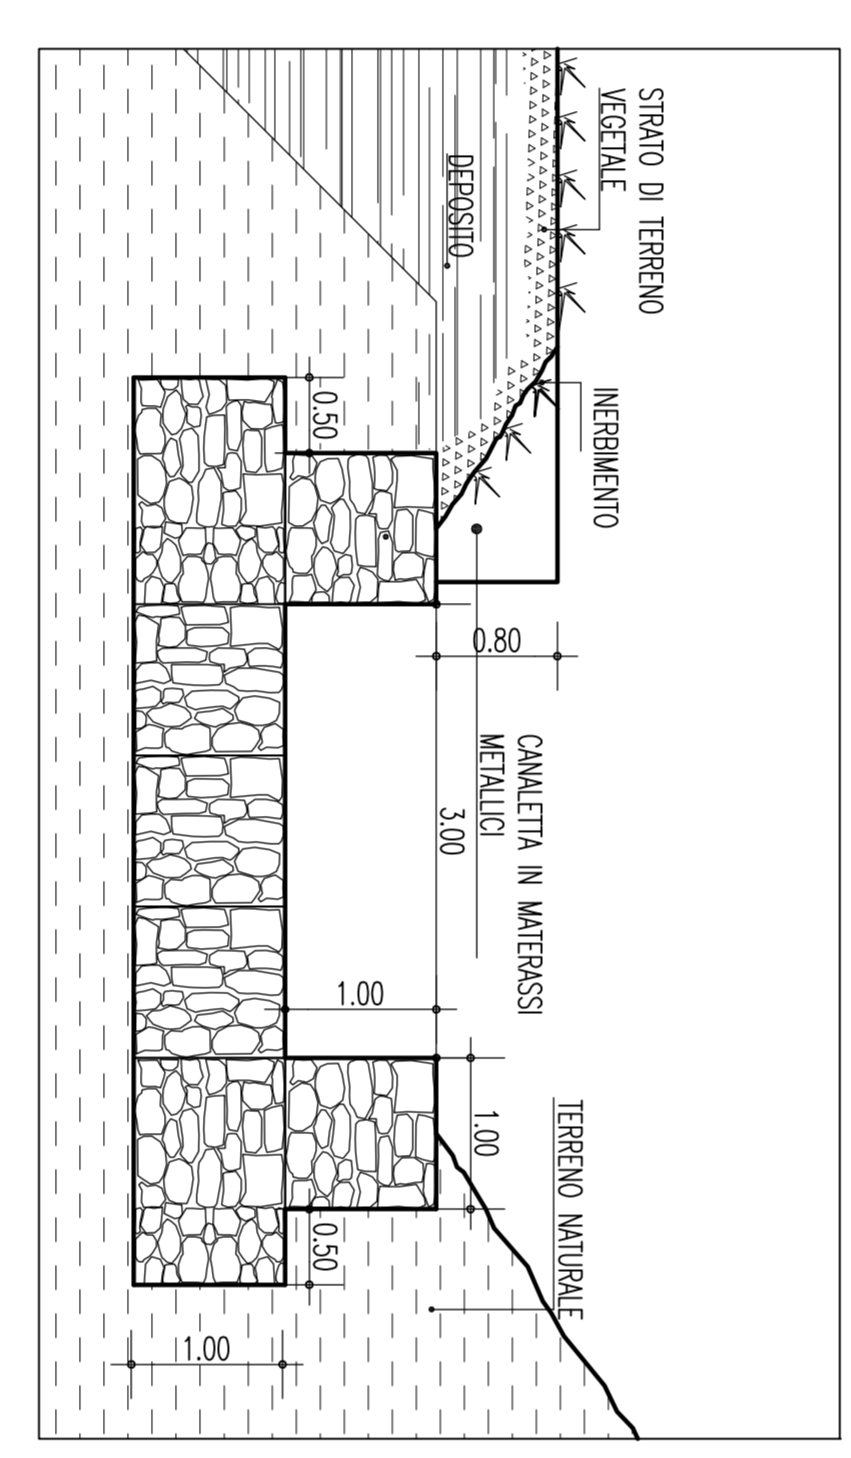 STRATO DI TERRENO
VEGETALE
DEPOSITO
INERBIMENTO
0.50
0.80
CANALETTA IN MATERASSI
METALLICI
3.00
1.00
1.00
TERRENO NATURALE
0.50
1.00